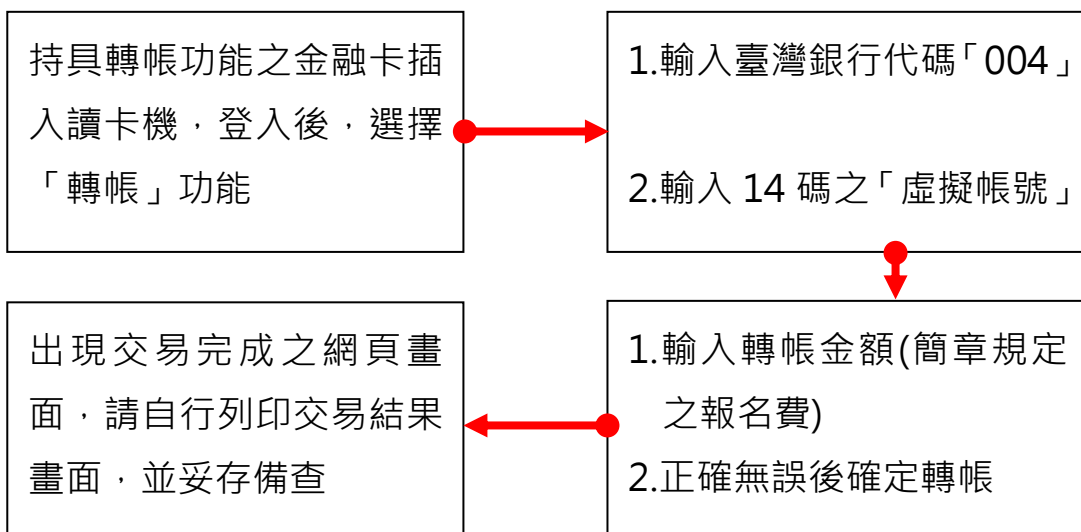 持具轉帳功能之金融卡插
入讀卡機，登入後，選擇
「轉帳」功能
1.輸入臺灣銀行代碼「004」
2.輸入 14 碼之「虛擬帳號」
1.輸入轉帳金額(簡章規定
之報名費)
2.正確無誤後確定轉帳
出現交易完成之網頁畫
面，請自行列印交易結果
畫面，並妥存備查